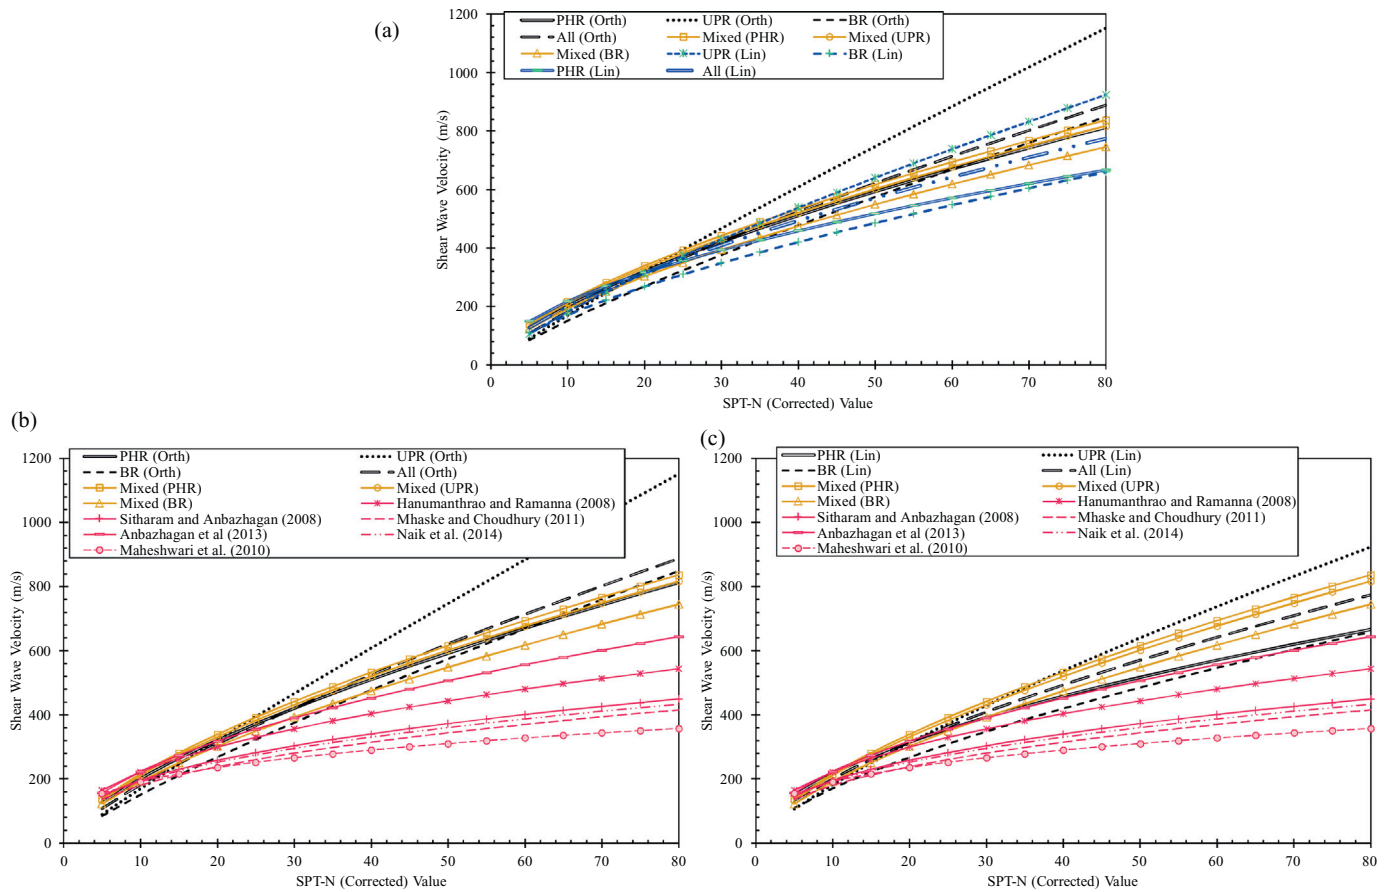 (a)
1200
1000
800
600
400
200
0
Shear Wave Velocity (m/s)
PHR (Orth) UPR (Orth) BR (Orth)
All (Orth) Mixed (PHR) Mixed (UPR)
Mixed (BR) UPR (Lin) BR (Lin)
PHR (Lin) All (Lin)
0 10 20 30 40 50 60 70 80
SPT-N (Corrected) Value
(b)
1200
1000
800
600
400
200
0
Shear Wave Velocity (m/s)
PHR (Orth) UPR (Orth)
BR (Orth) All (Orth)
Mixed (PHR) Mixed (UPR)
Mixed (BR) Hanumanthrao and Ramanna (2008)
Sitharam and Anbazhagan (2008) Mhaske and Choudhury (2011)
Anbazhagan et al (2013) Naik et al. (2014)
Maheshwari et al. (2010)
0 10 20 30 40 50 60 70 80
SPT-N (Corrected) Value
(c)
1200
1000
800
600
400
200
0
Shear Wave Velocity (m/s)
PHR (Lin) UPR (Lin)
BR (Lin) All (Lin)
Mixed (PHR) Mixed (UPR)
Mixed (BR) Hanumanthrao and Ramanna (2008)
Sitharam and Anbazhagan (2008) Mhaske and Choudhury (2011)
Anbazhagan et al (2013) Naik et al. (2014)
Maheshwari et al. (2010)
0 10 20 30 40 50 60 70 80
SPT-N (Corrected) Value